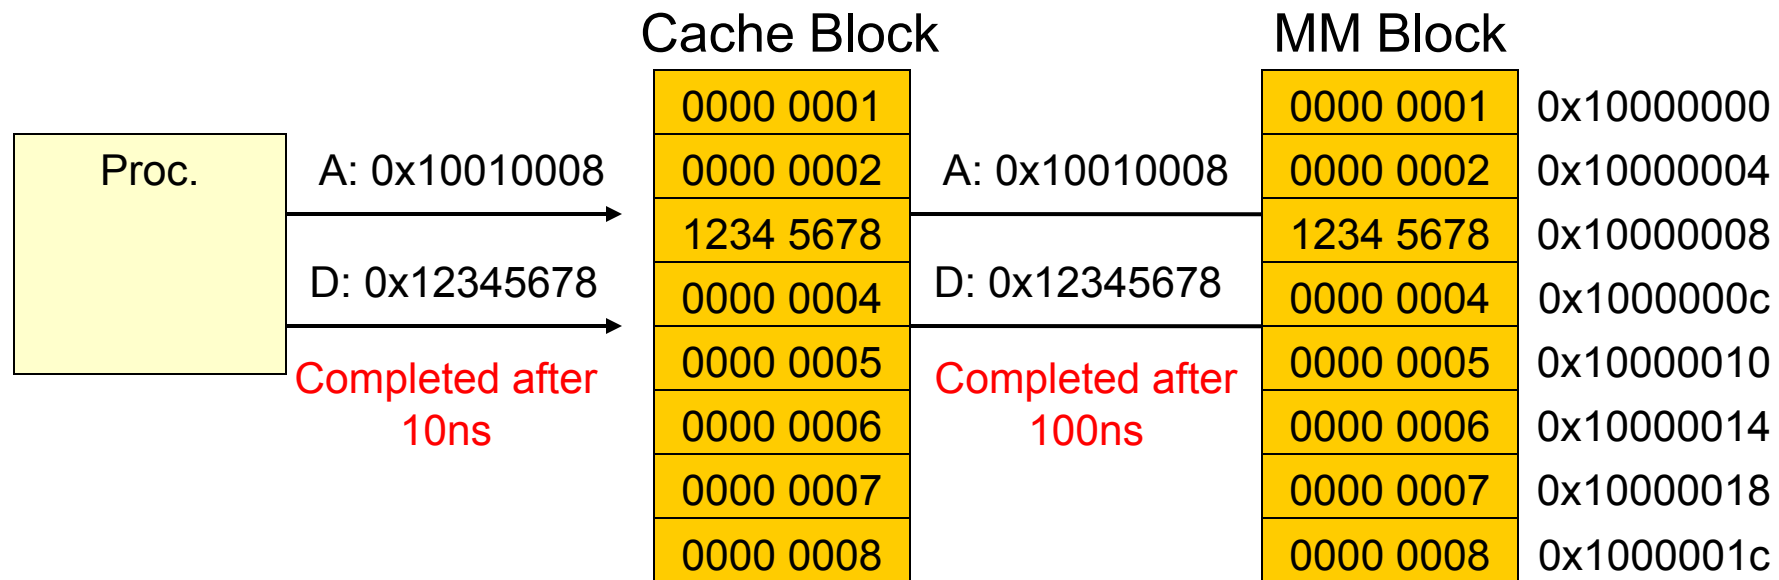 Cache Block
MM Block
0000 0001
0000 0001
0x10000000
Proc.
A: 0x10010008
0000 0002
A: 0x10010008
0000 0002
0x10000004
1234 5678
1234 5678
0x10000008
D: 0x12345678
0000 0004
D: 0x12345678
0000 0004
0x1000000c
Completed after
10ns
0000 0005
Completed after
100ns
0000 0005
0x10000010
0000 0006
0000 0006
0x10000014
0000 0007
0000 0007
0x10000018
0000 0008
0000 0008
0x1000001c